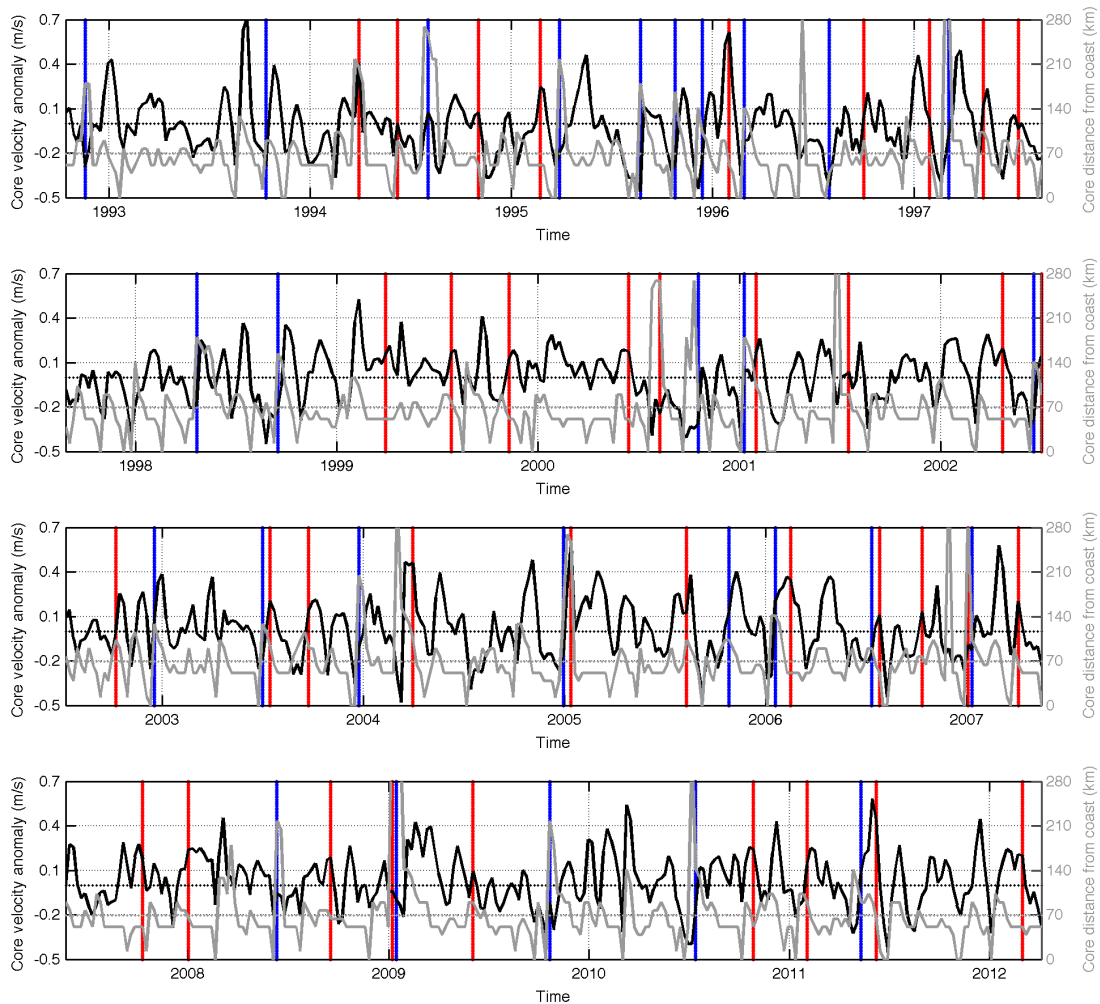 0.7
0.4
0.1
-0.2
-0.5
Core velocity anomaly (m/s)
280
210
140
70
0
Core distance from coast (km)
1993 1994 1995 1996 1997
Time
0.7
0.4
0.1
-0.2
-0.5
Core velocity anomaly (m/s)
280
210
140
70
0
Core distance from coast (km)
1998 1999 2000 2001 2002
Time
0.7
0.4
0.1
-0.2
-0.5
Core velocity anomaly (m/s)
280
210
140
70
0
Core distance from coast (km)
2003 2004 2005 2006 2007
Time
0.7
0.4
0.1
-0.2
-0.5
Core velocity anomaly (m/s)
280
210
140
70
0
Core distance from coast (km)
2008 2009 2010 2011 2012
Time